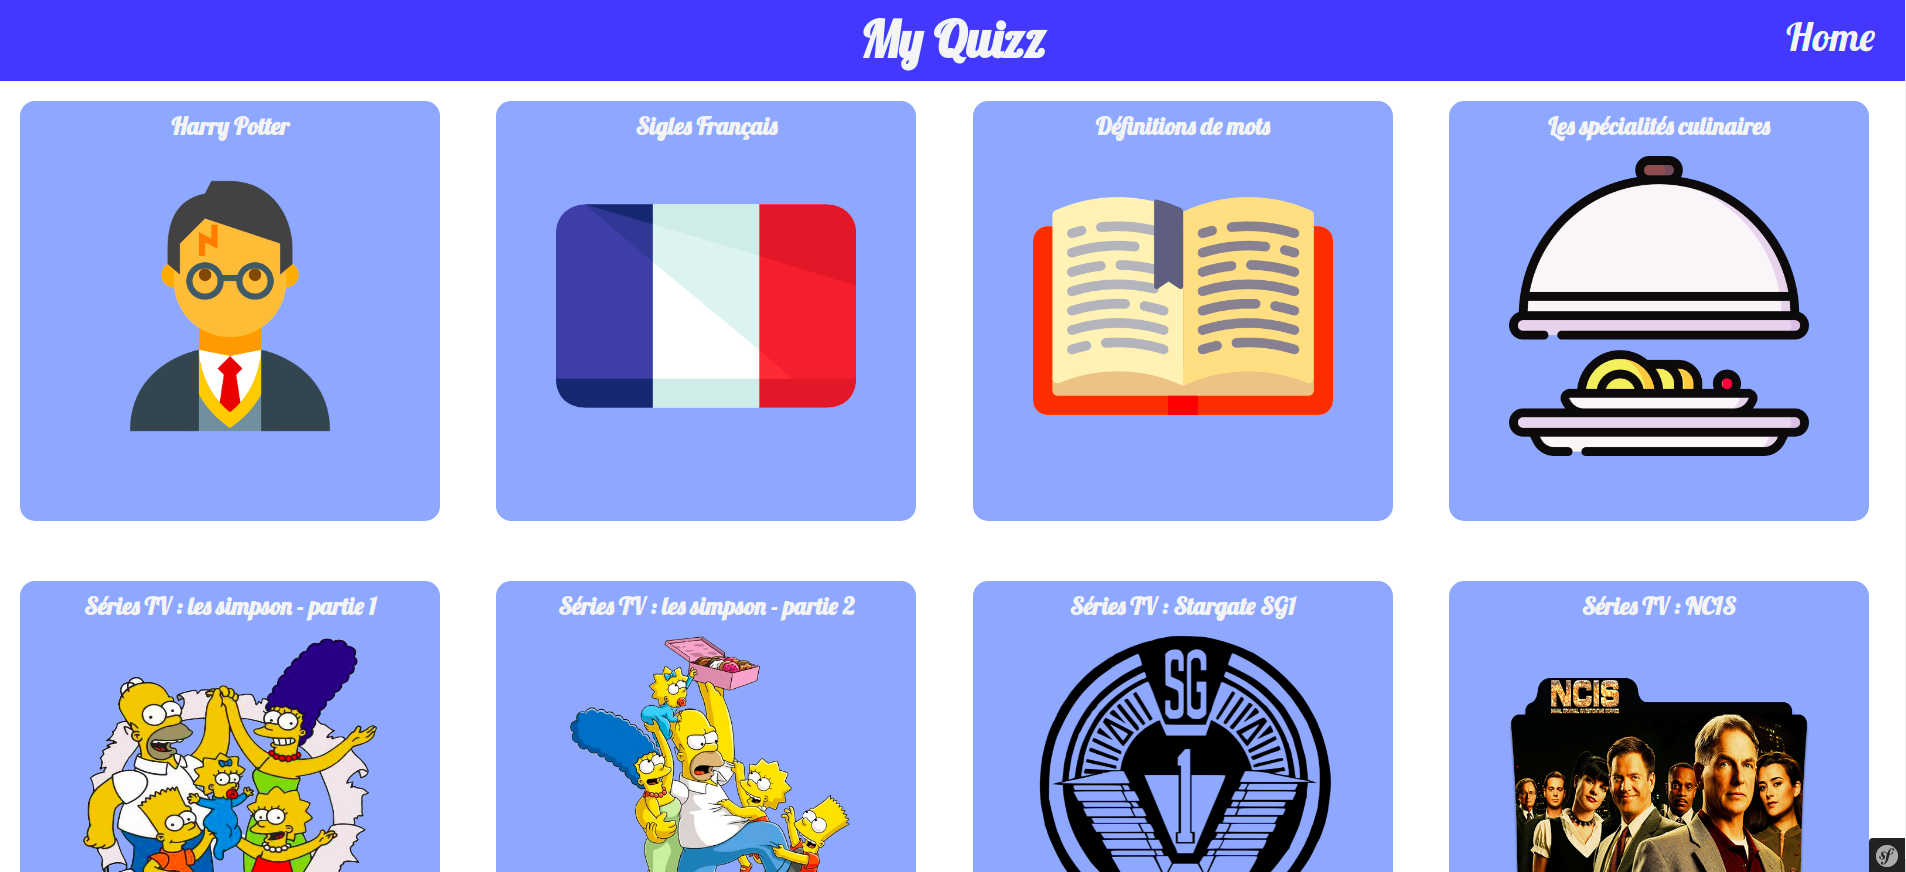 My Quizz
Home
Harry Potter
Sigles Français
Définitions de mots
Les spécialités culinaires
Séries TV : les simpson - partie 1
Séries TV : les simpson - partie 2
Séries TV : Stargate SG1
Séries TV : NCIS
SG
1
NCIS
sf